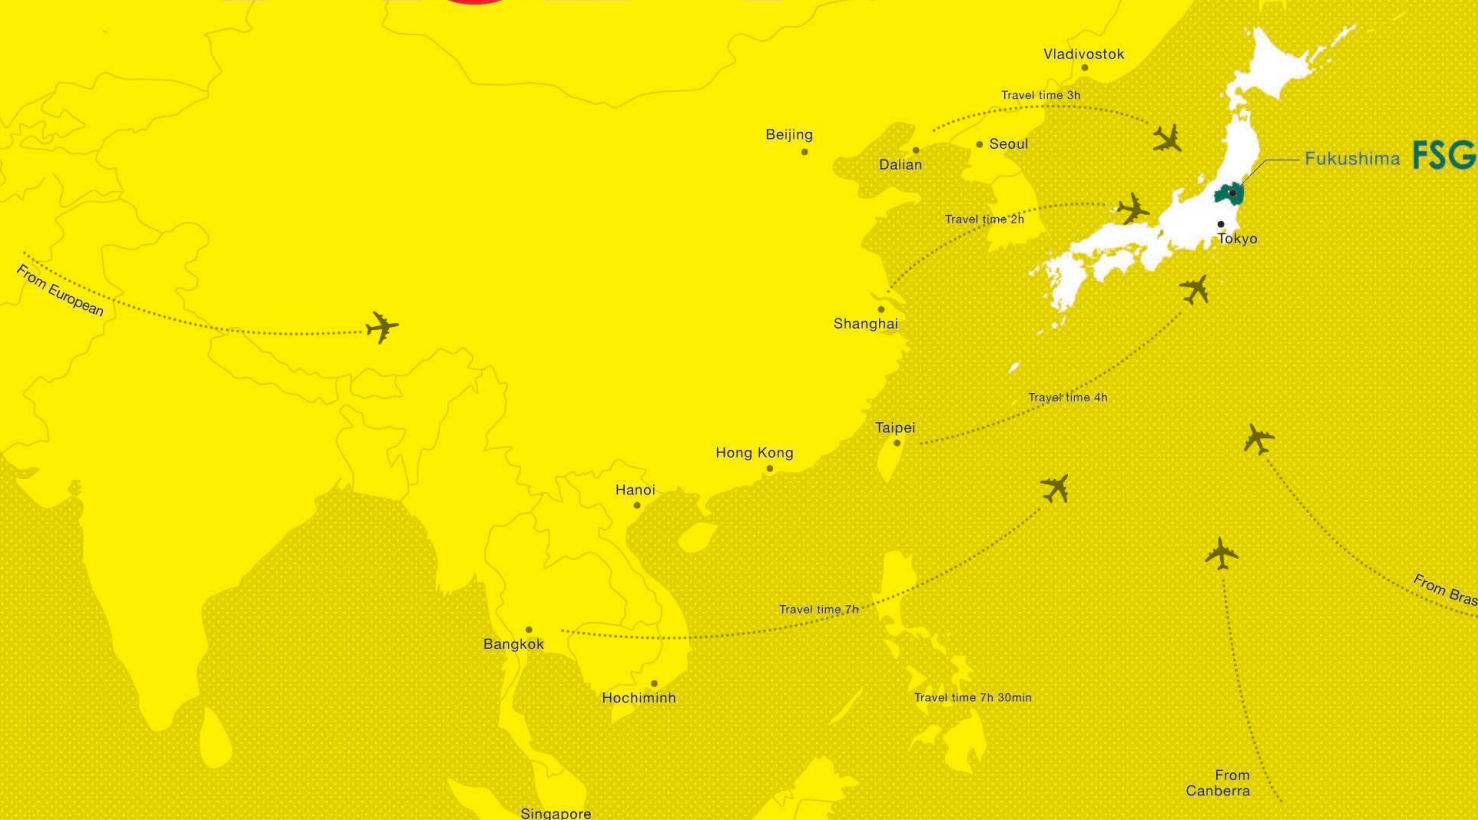 Vladivostok
Travel time 3h
Beijing
Seoul
Dalian
Fukushima FSG
Travel time 2h
Tokyo
From European
Shanghai
Travel time 4h
Taipei
Hong Kong
Hanoi
From Bras
Travel time 7h
Bangkok
Hochiminh
Travel time 7h 30min
From
Canberra
Singapore